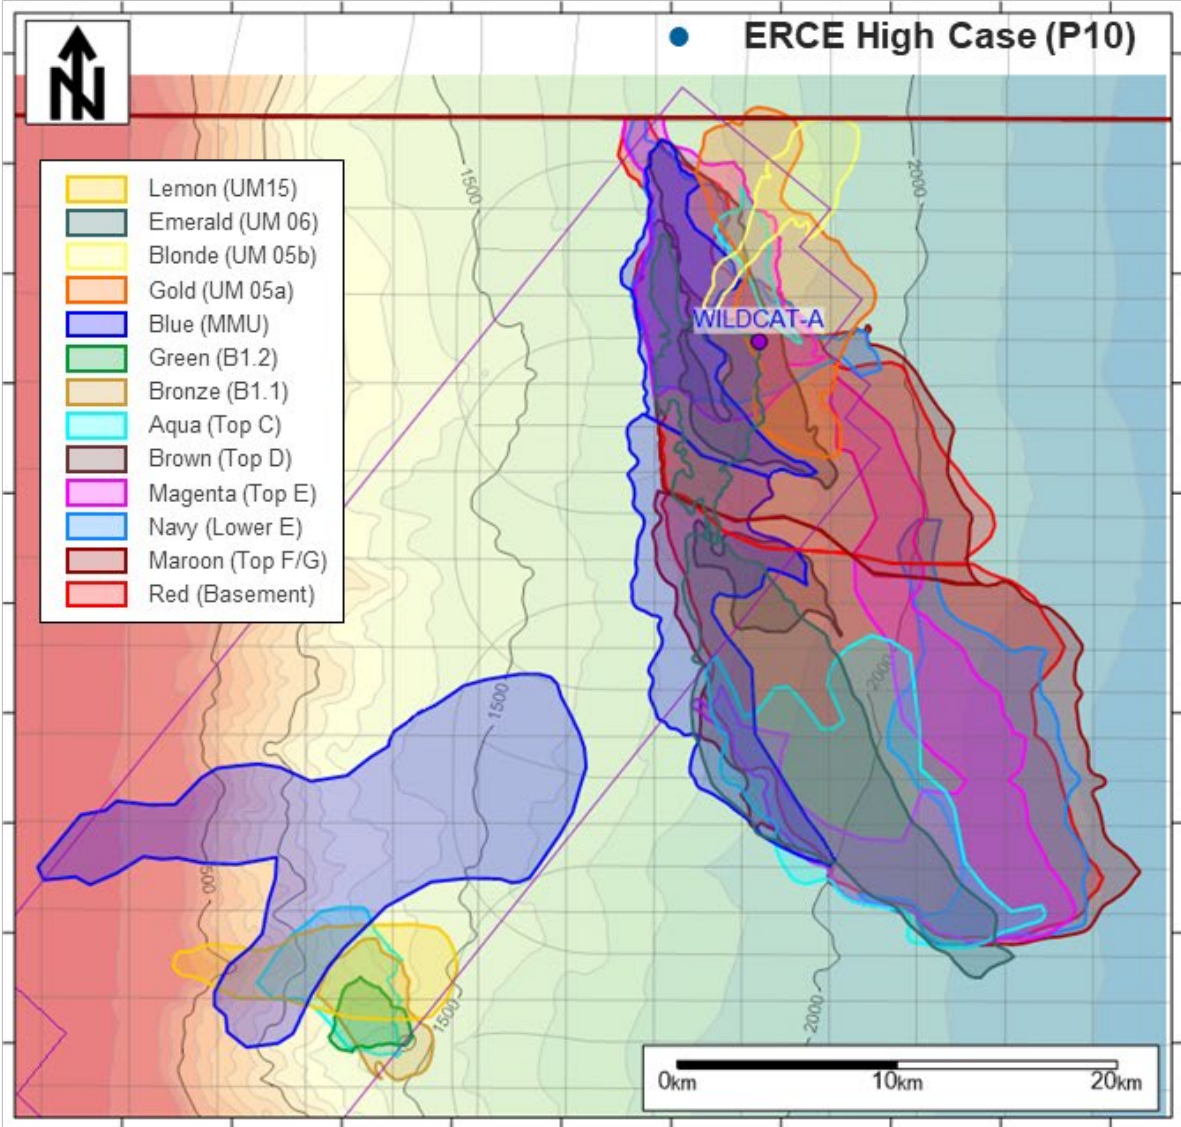 ERCE High Case (P10)
N
Lemon (UM15)
Emerald (UM 06)
Blonde (UM 05b)
Gold (UM 05a)
Blue (MMU)
Green (B1.2)
Bronze (B1.1)
Aqua (Top C)
Brown (Top D)
Magenta (Top E)
Navy (Lower E)
Maroon (Top F/G)
Red (Basement)
1500
2000
WILDCAT-A
2000
1500
500
1500
2000
0km
10km
20km